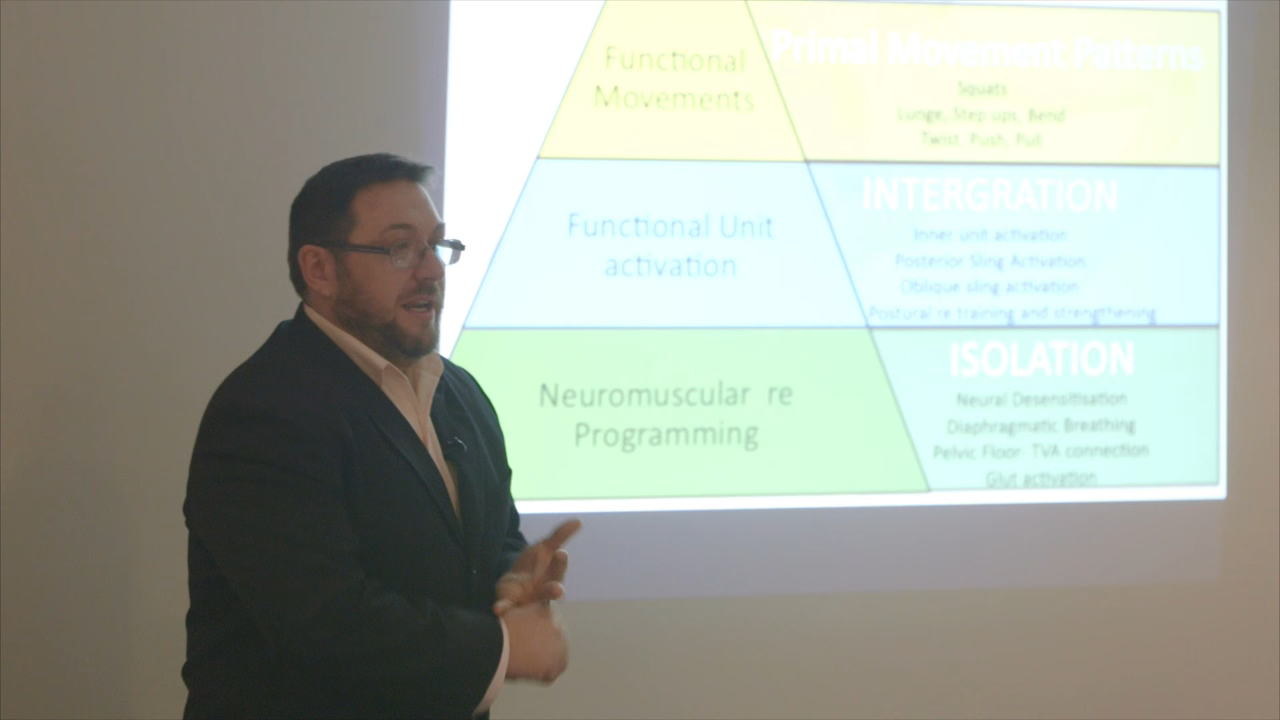 Functional
Movements
Primal Movement Patterns
Squats
Lunge, Step ups, Bend
Twist, Push, Pull
Functional Unit
activation
INTERGRATION
Inner unit activation
Posterior Sling Activation
Oblique sling activation
Postural re training and strengthening
Neuromuscular re
Programming
ISOLATION
Neural Desensitisation
Diaphragmatic Breathing
Pelvic Floor TVA connection
Glut activation